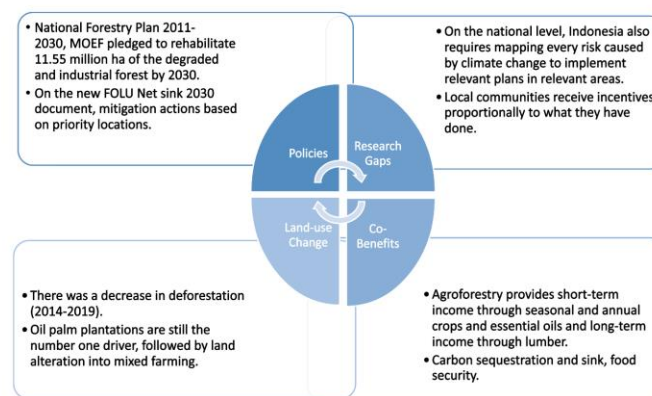 • National Forestry Plan 2011-
2030, MOEF pledged to rehabilitate
11.55 million ha of the degraded
and industrial forest by 2030.
• On the new FOLU Net sink 2030
document, mitigation actions based
on priority locations.
• On the national level, Indonesia also
requires mapping every risk caused
by climate change to implement
relevant plans in relevant areas.
• Local communities receive incentives
proportionally to what they have
done.
Policies
Research
Gaps
Land-use
Change
Co-
Benefits
• There was a decrease in deforestation
(2014-2019).
• Oil palm plantations are still the
number one driver, followed by land
alteration into mixed farming.
• Agroforestry provides short-term
income through seasonal and annual
crops and essential oils and long-term
income through lumber.
• Carbon sequestration and sink, food
security.